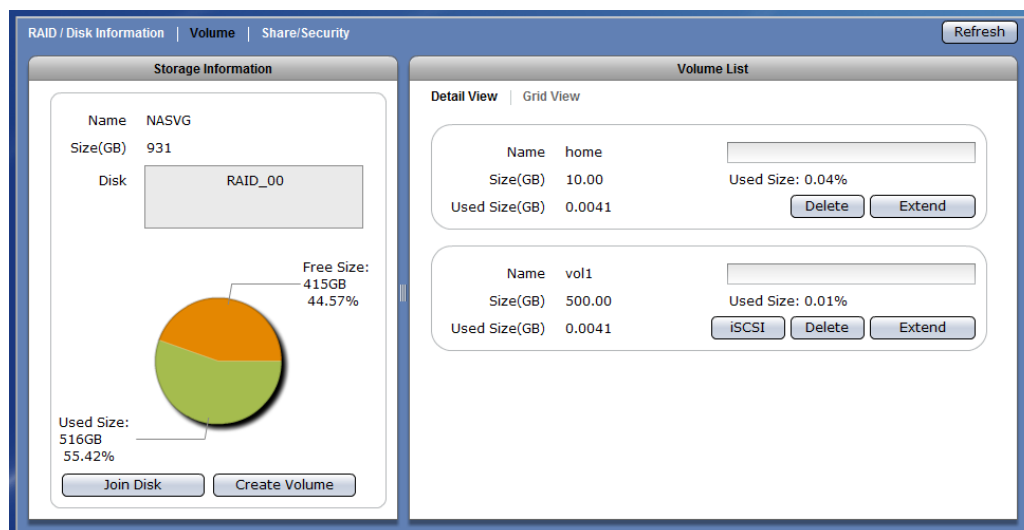 RAID / Disk Information | Volume | Share/Security
Refresh
Storage Information
Name NASVG
Size(GB) 931
Disk RAID_00
Free Size:
415GB
44.57%
Used Size:
516GB
55.42%
Join Disk Create Volume
Volume List
Detail View | Grid View
Name home
Size(GB) 10.00 Used Size: 0.04%
Used Size(GB) 0.0041 Delete Extend
Name vol1
Size(GB) 500.00 Used Size: 0.01%
Used Size(GB) 0.0041 iSCSI Delete Extend